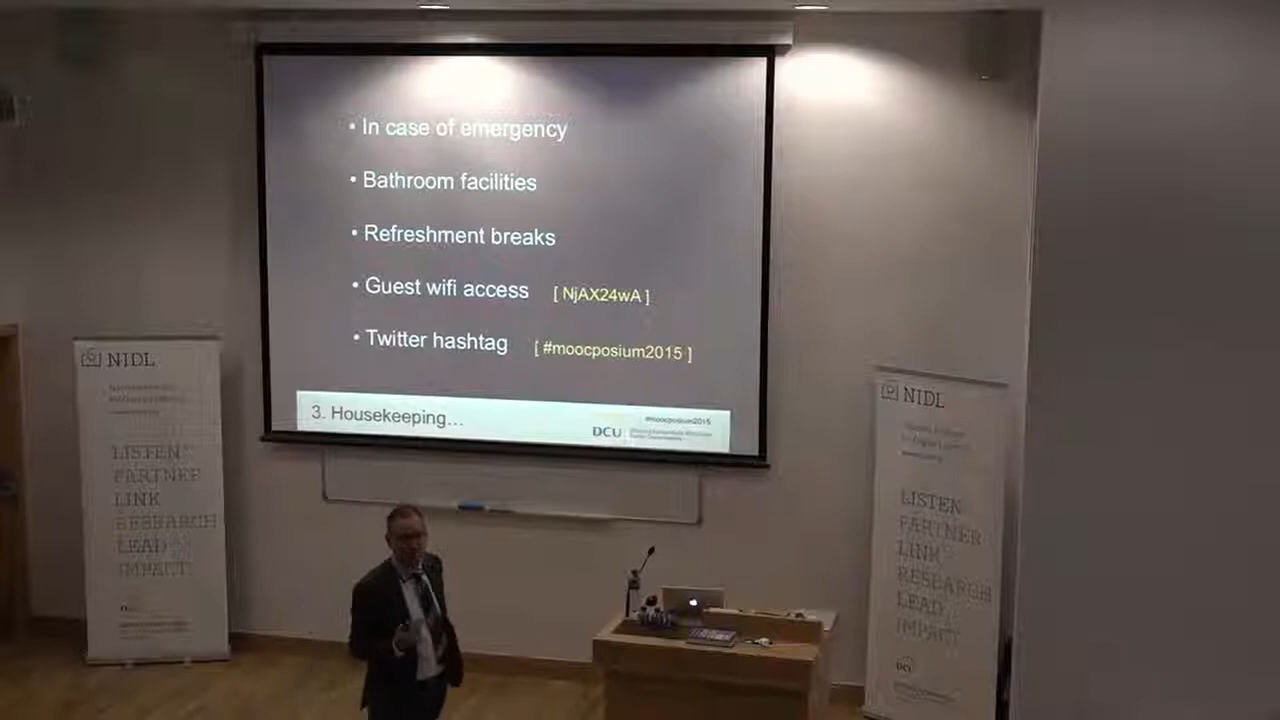 • In case of emergency
• Bathroom facilities
• Refreshment breaks
• Guest wifi access [ NjAX24wA ]
• Twitter hashtag [ #moocposium2015 ]
3. Housekeeping…
#moocposium2015
DCU
NIDL
LISTEN
PARTNER
LINK
RESEARCH
LEAD
IMPACT
NIDL
LISTEN
PARTNER
LINK
RESEARCH
LEAD
IMPACT
DCU